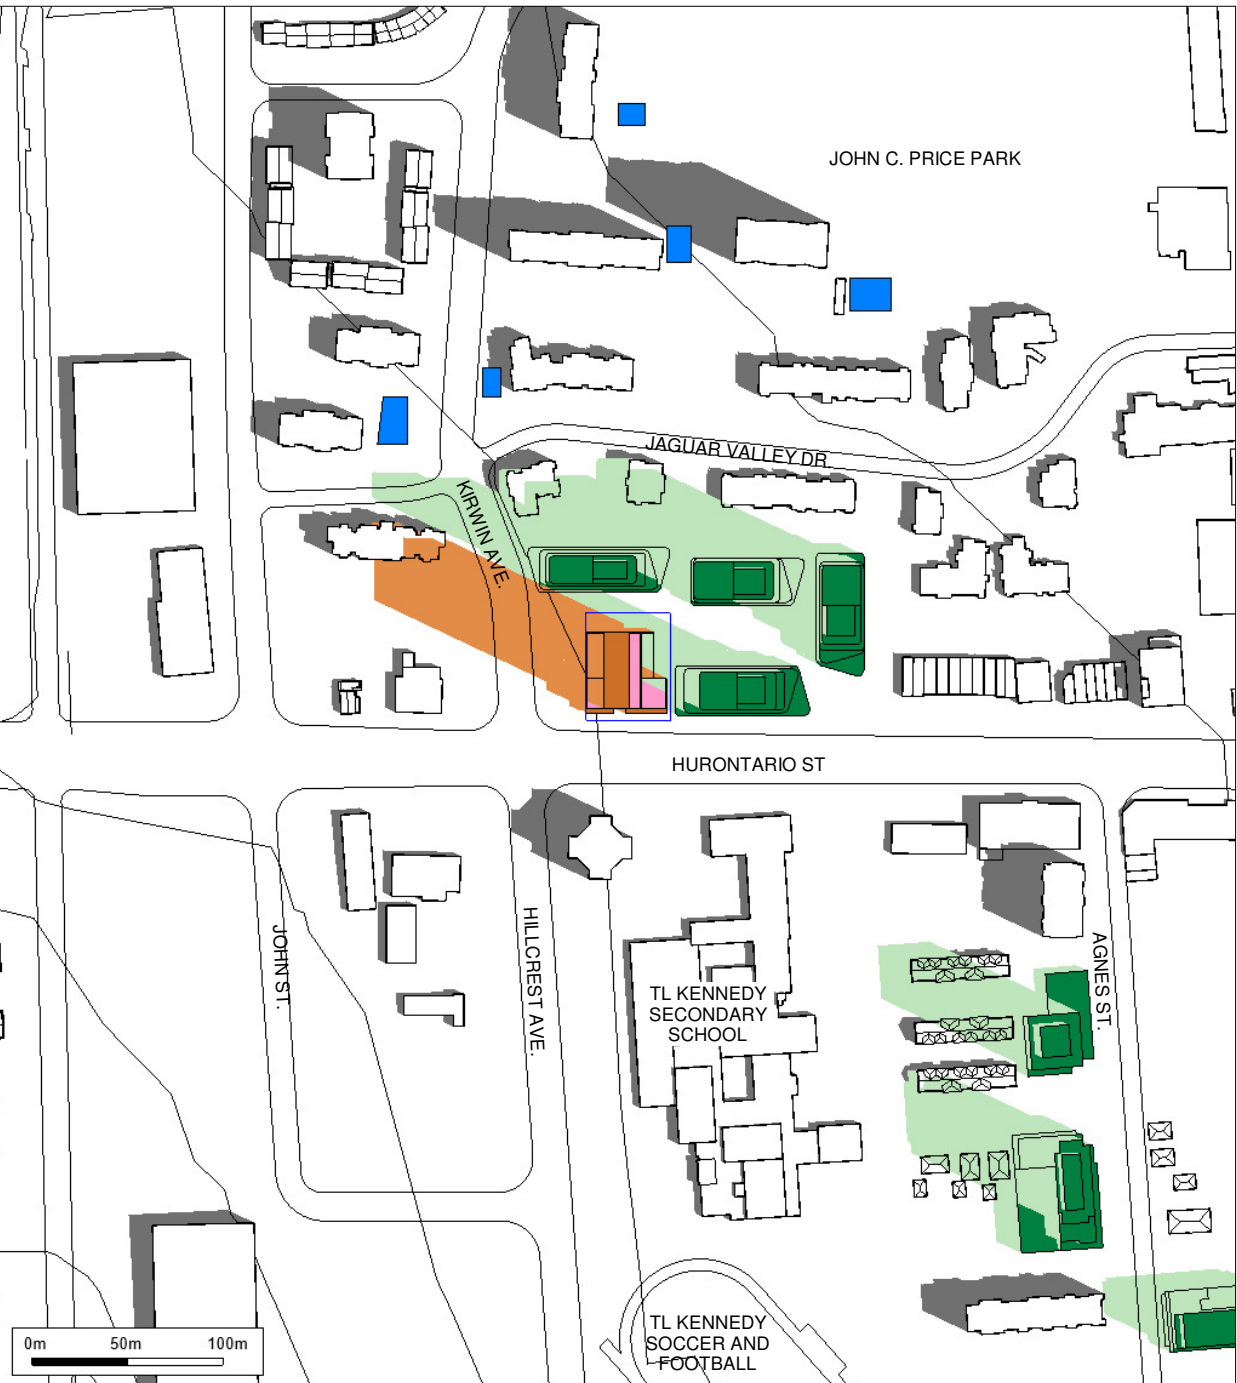 JOHN C. PRICE PARK
JAGUAR VALLEY DR.
KIRWIN AVE.
HURONTARIO ST
JOHN ST.
HILLCREST AVE.
TL KENNEDY
SECONDARY
SCHOOL
AGNES ST.
TL KENNEDY
SOCCER AND
FOOTBALL
0m 50m 100m